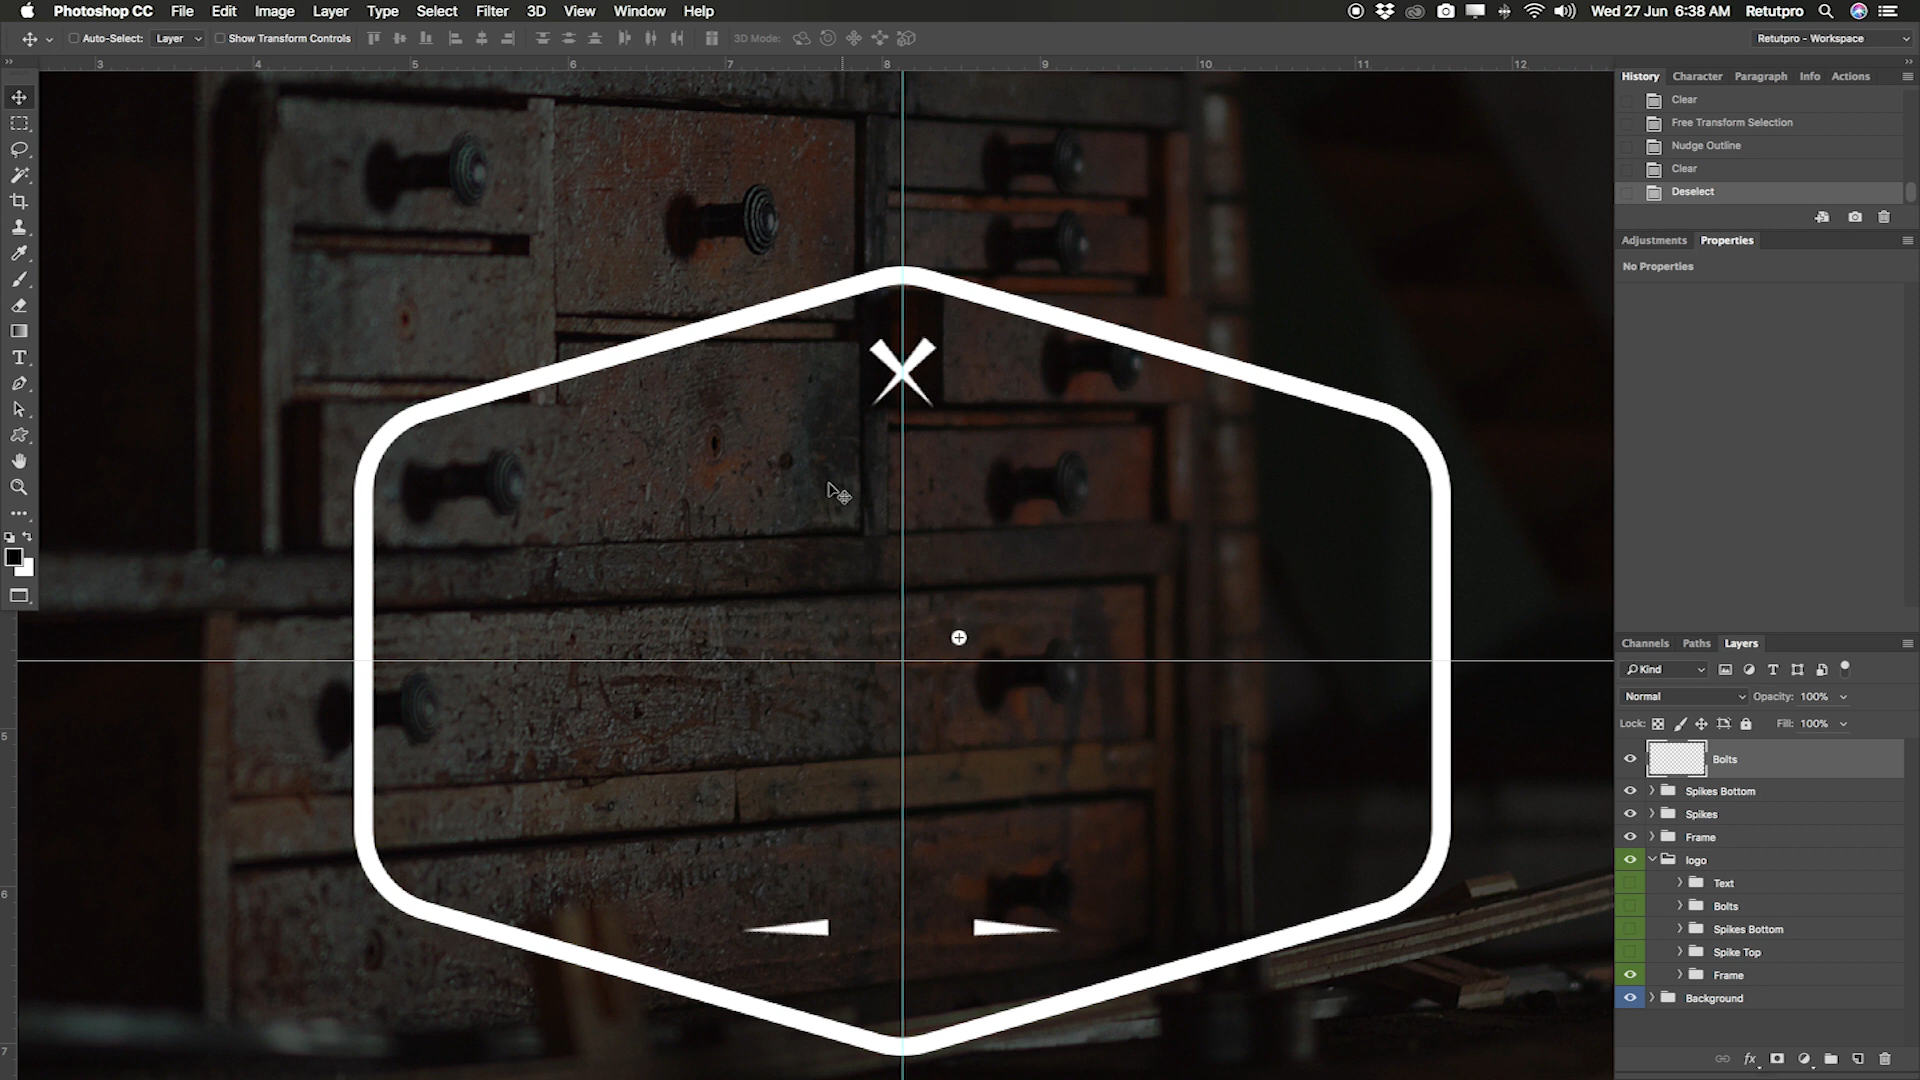 Photoshop CC File Edit Image Layer Type Select Filter 3D View Window Help Wed 27 Jun 6:38 AM Retutpro
Auto-Select: Layer Show Transform Controls 3D Mode: Retutpro - Workspace
3 4 5 6 7 8 9 10 11 12
History Character Paragraph Info Actions
Clear
Free Transform Selection
Nudge Outline
Clear
Deselect
Adjustments Properties
No Properties
Channels Paths Layers
Kind
Normal Opacity: 100%
Lock: Fill: 100%
Bolts
Spikes Bottom
Spikes
Frame
logo
Text
Bolts
Spikes Bottom
Spike Top
Frame
Background
5
6
7